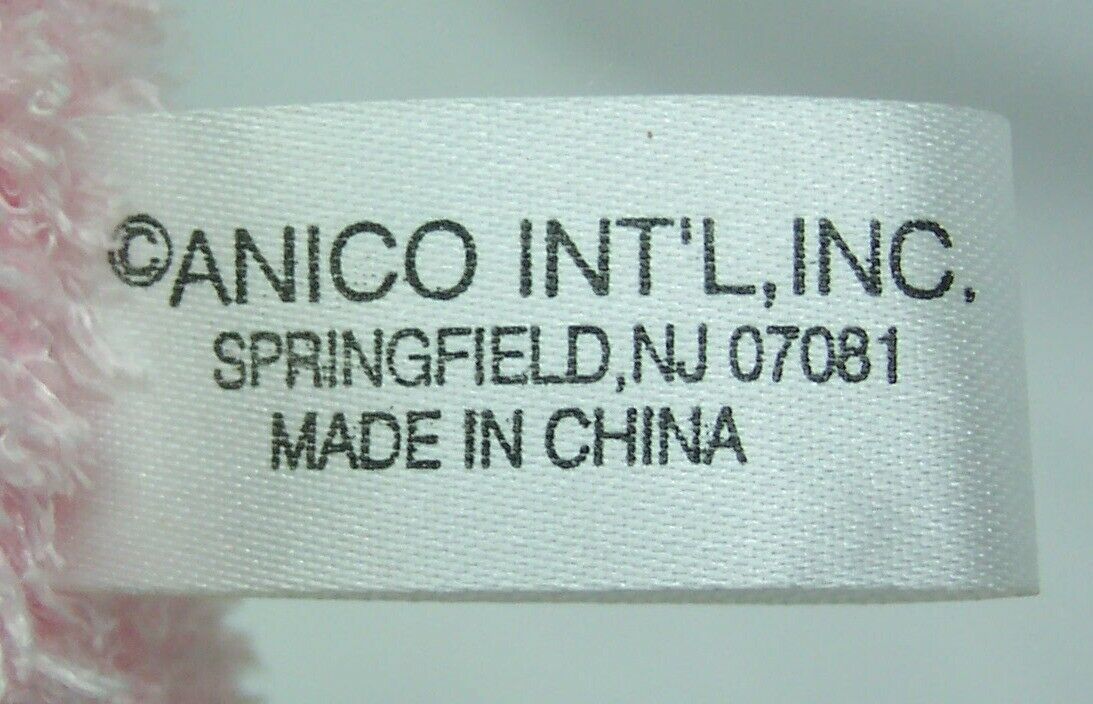 ©ANICO INT'L, INC.
SPRINGFIELD, NJ 07081
MADE IN CHINA